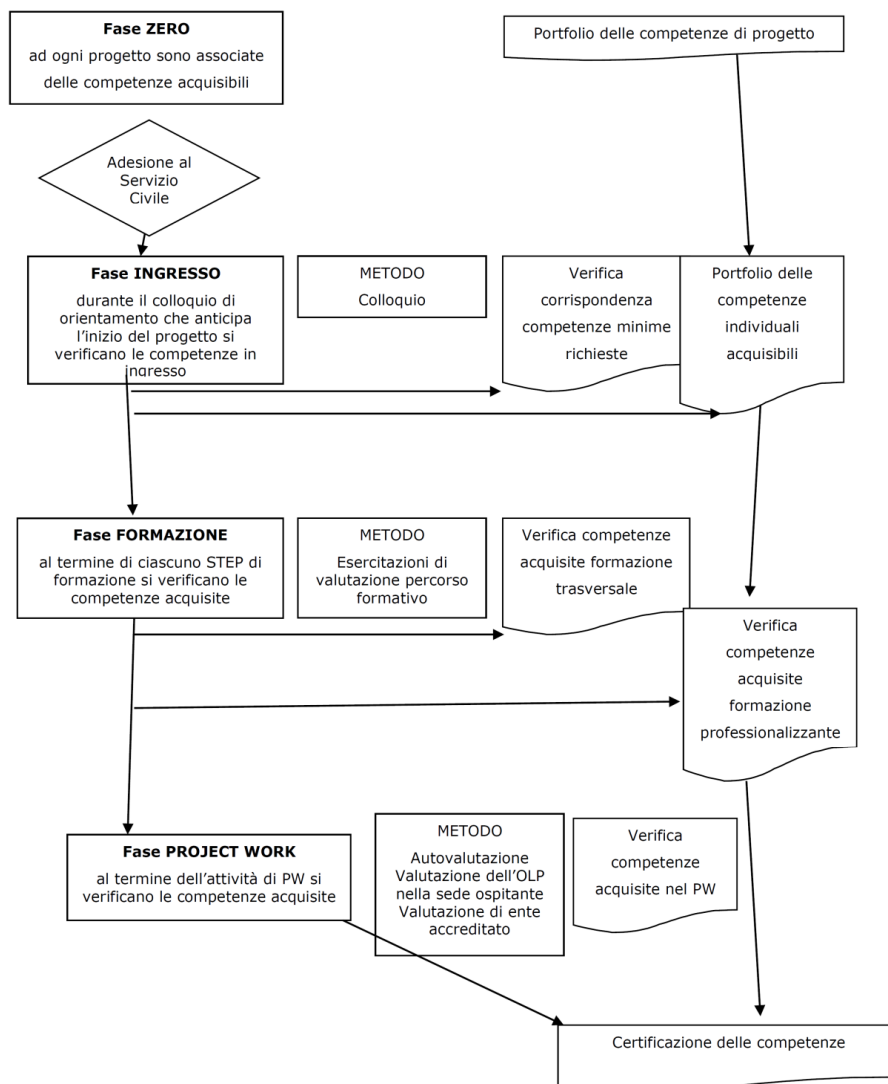 Fase ZERO
ad ogni progetto sono associate
delle competenze acquisibili
Portfolio delle competenze di progetto
Adesione al
Servizio
Civile
Fase INGRESSO
durante il colloquio di
orientamento che anticipa
l'inizio del progetto si
verificano le competenze in
ingresso
METODO
Colloquio
Verifica
corrispondenza
competenze minime
richieste
Portfolio delle
competenze
individuali
acquisibili
Fase FORMAZIONE
al termine di ciascuno STEP di
formazione si verificano le
competenze acquisite
METODO
Esercitazioni di
valutazione percorso
formativo
Verifica competenze
acquisite formazione
trasversale
Verifica
competenze
acquisite
formazione
professionalizzante
Fase PROJECT WORK
al termine dell'attività di PW si
verificano le competenze acquisite
METODO
Autovalutazione
Valutazione dell'OLP
nella sede ospitante
Valutazione di ente
accreditato
Verifica
competenze
acquisite nel PW
Certificazione delle competenze